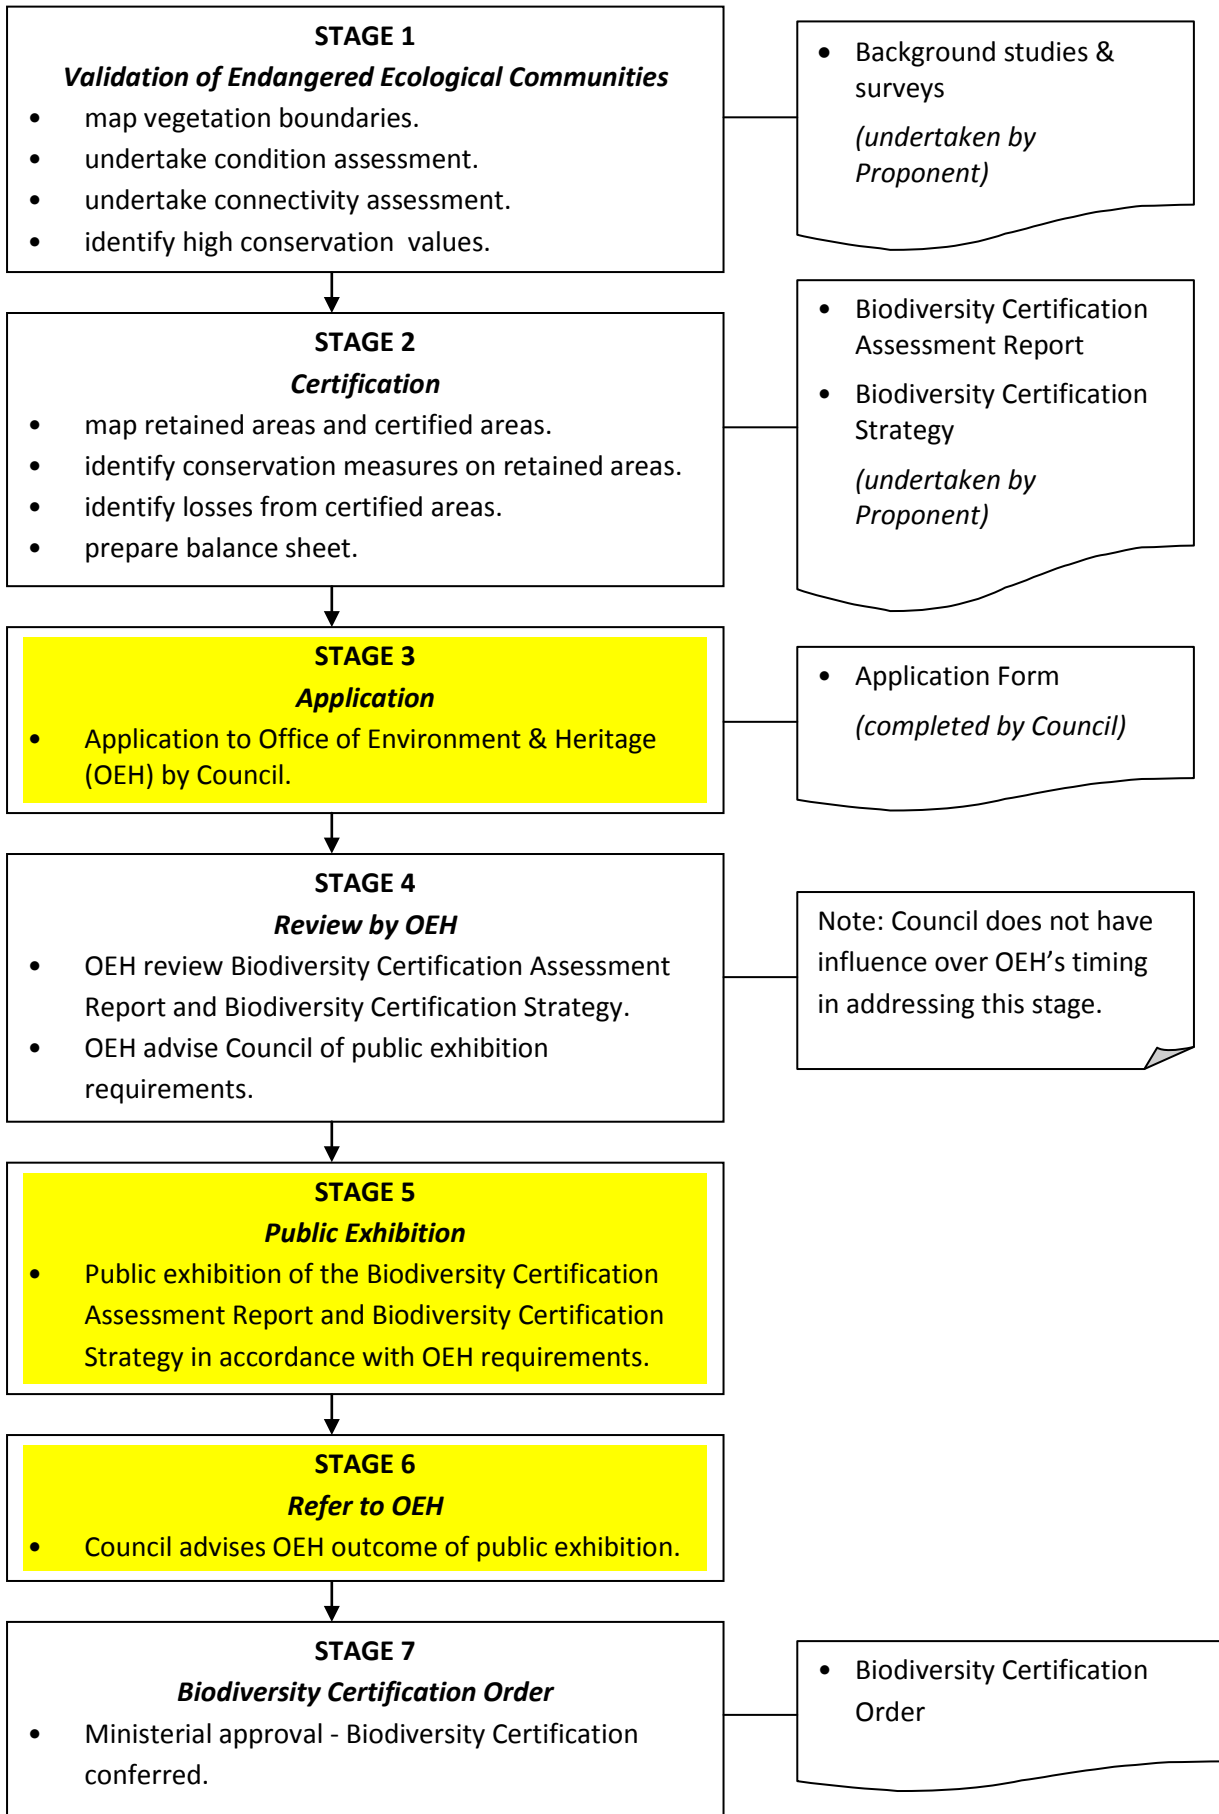 STAGE 1
Validation of Endangered Ecological Communities
• map vegetation boundaries.
• undertake condition assessment.
• undertake connectivity assessment.
• identify high conservation values.
• Background studies &
surveys
(undertaken by
Proponent)
STAGE 2
Certification
• map retained areas and certified areas.
• identify conservation measures on retained areas.
• identify losses from certified areas.
• prepare balance sheet.
• Biodiversity Certification
Assessment Report
• Biodiversity Certification
Strategy
(undertaken by
Proponent)
STAGE 3
Application
• Application to Office of Environment & Heritage
(OEH) by Council.
• Application Form
(completed by Council)
STAGE 4
Review by OEH
• OEH review Biodiversity Certification Assessment
Report and Biodiversity Certification Strategy.
• OEH advise Council of public exhibition
requirements.
Note: Council does not have
influence over OEH’s timing
in addressing this stage.
STAGE 5
Public Exhibition
• Public exhibition of the Biodiversity Certification
Assessment Report and Biodiversity Certification
Strategy in accordance with OEH requirements.
STAGE 6
Refer to OEH
• Council advises OEH outcome of public exhibition.
STAGE 7
Biodiversity Certification Order
• Ministerial approval - Biodiversity Certification
conferred.
• Biodiversity Certification
Order